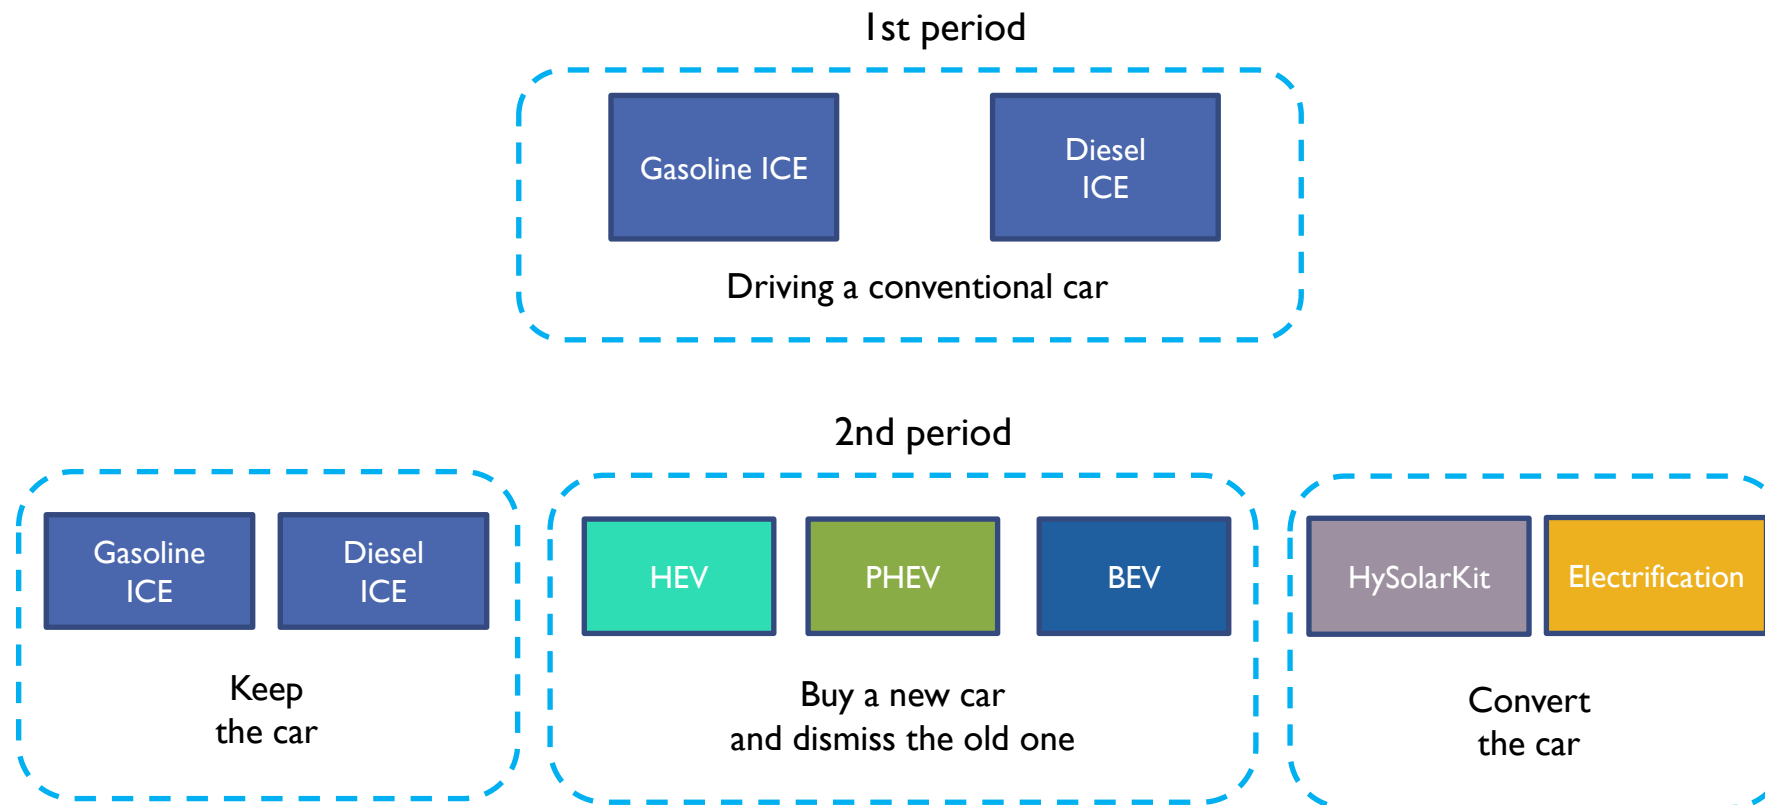 1st period
Gasoline ICE
Diesel
ICE
Driving a conventional car
2nd period
Gasoline
ICE
Diesel
ICE
Keep
the car
HEV
PHEV
BEV
Buy a new car
and dismiss the old one
HySolarKit
Electrification
Convert
the car